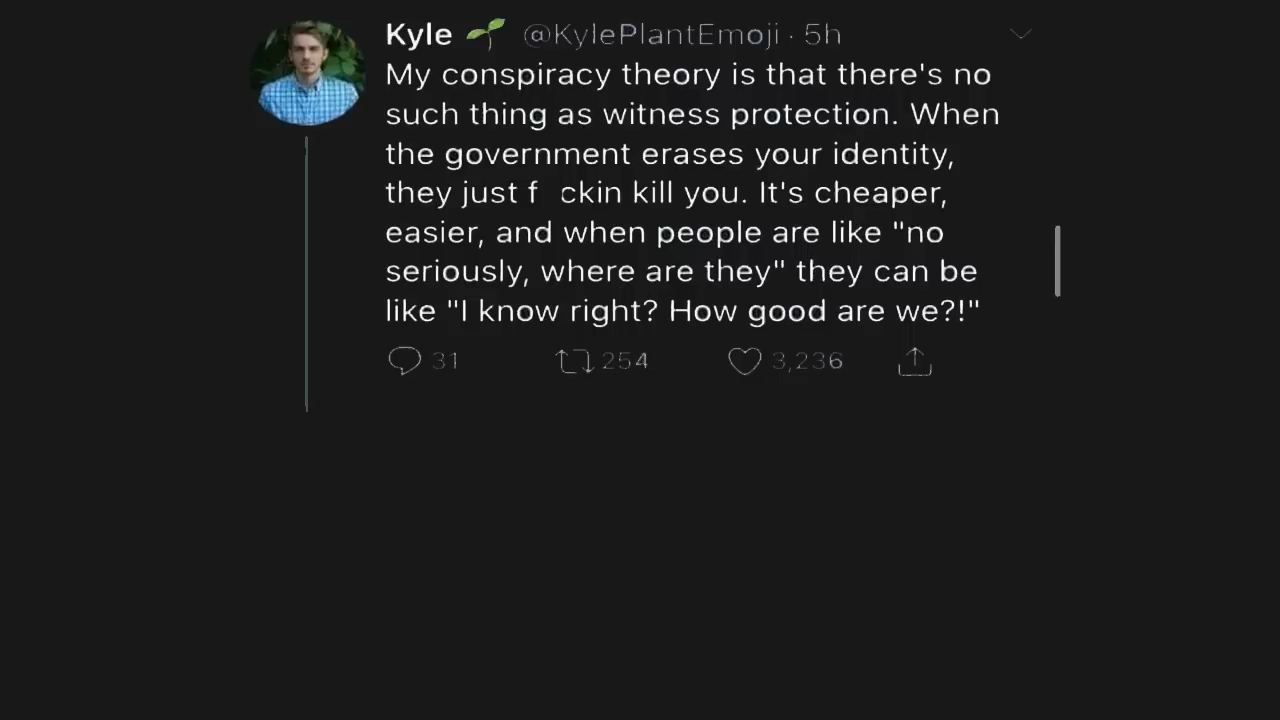 Kyle 🌱 @KylePlantEmoji · 5h
My conspiracy theory is that there's no
such thing as witness protection. When
the government erases your identity,
they just f ckin kill you. It's cheaper,
easier, and when people are like "no
seriously, where are they" they can be
like "I know right? How good are we?!"
31 254 3,236